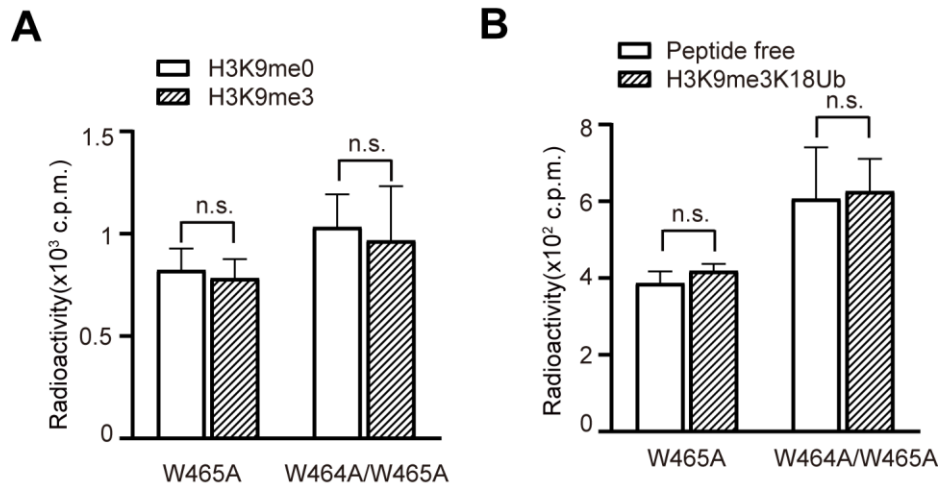 A
H3K9me0
H3K9me3
Radioactivity(x10³ c.p.m.)
1.5
1
0.5
0
n.s.
n.s.
W465A
W464A/W465A
B
Peptide free
H3K9me3K18Ub
Radioactivity(x10² c.p.m.)
8
6
4
2
0
n.s.
n.s.
W465A
W464A/W465A